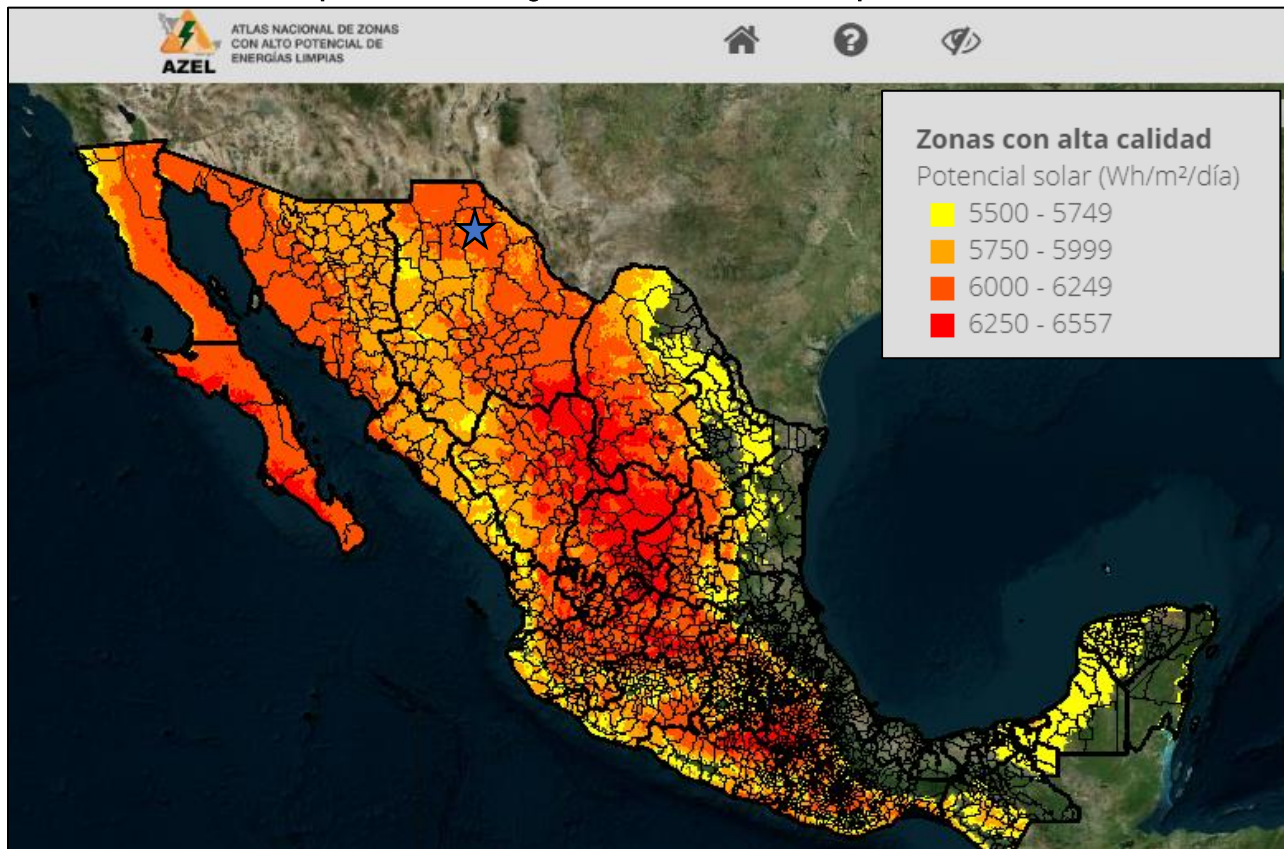 ATLAS NACIONAL DE ZONAS
CON ALTO POTENCIAL DE
ENERGÍAS LIMPIAS
AZEL
?
Zonas con alta calidad
Potencial solar (Wh/m²/día)
5500 - 5749
5750 - 5999
6000 - 6249
6250 - 6557